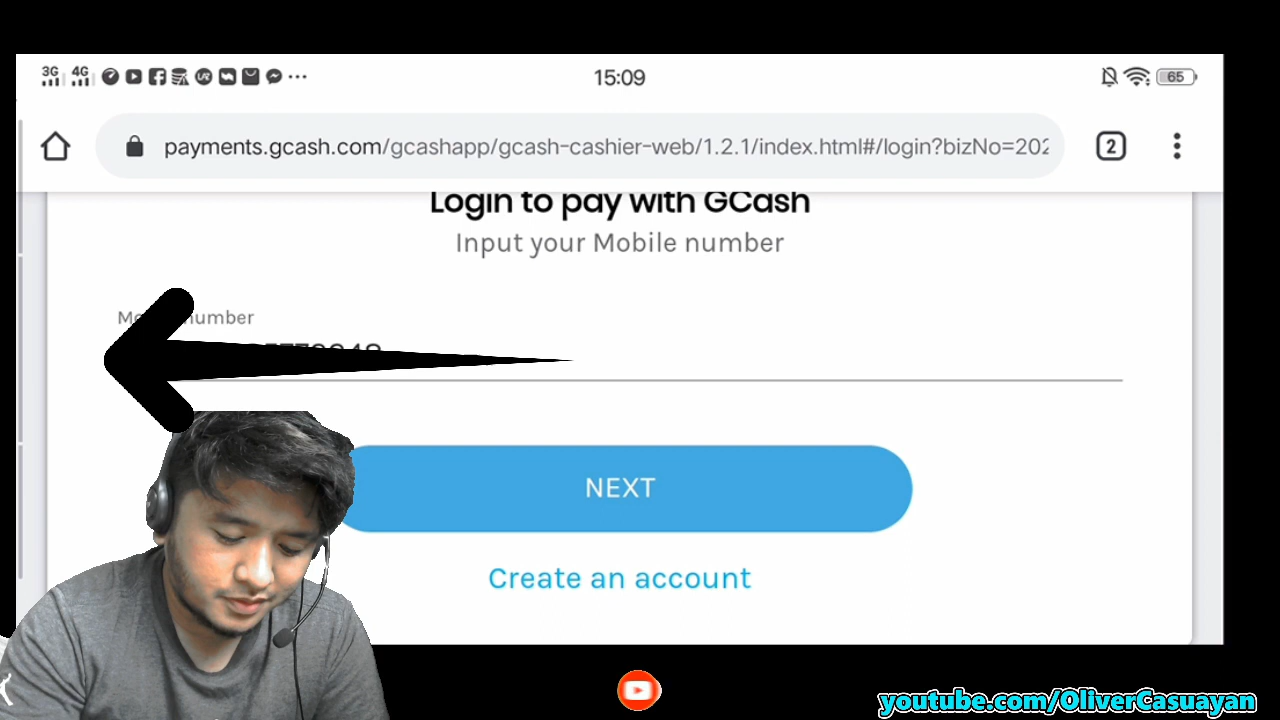 3G 4G 15:09 65
payments.gcash.com/gcashapp/gcash-cashier-web/1.2.1/index.html#/login?bizNo=202
2
Login to pay with GCash
Input your Mobile number
number
NEXT
Create an account
youtube.com/OliverCasuayan